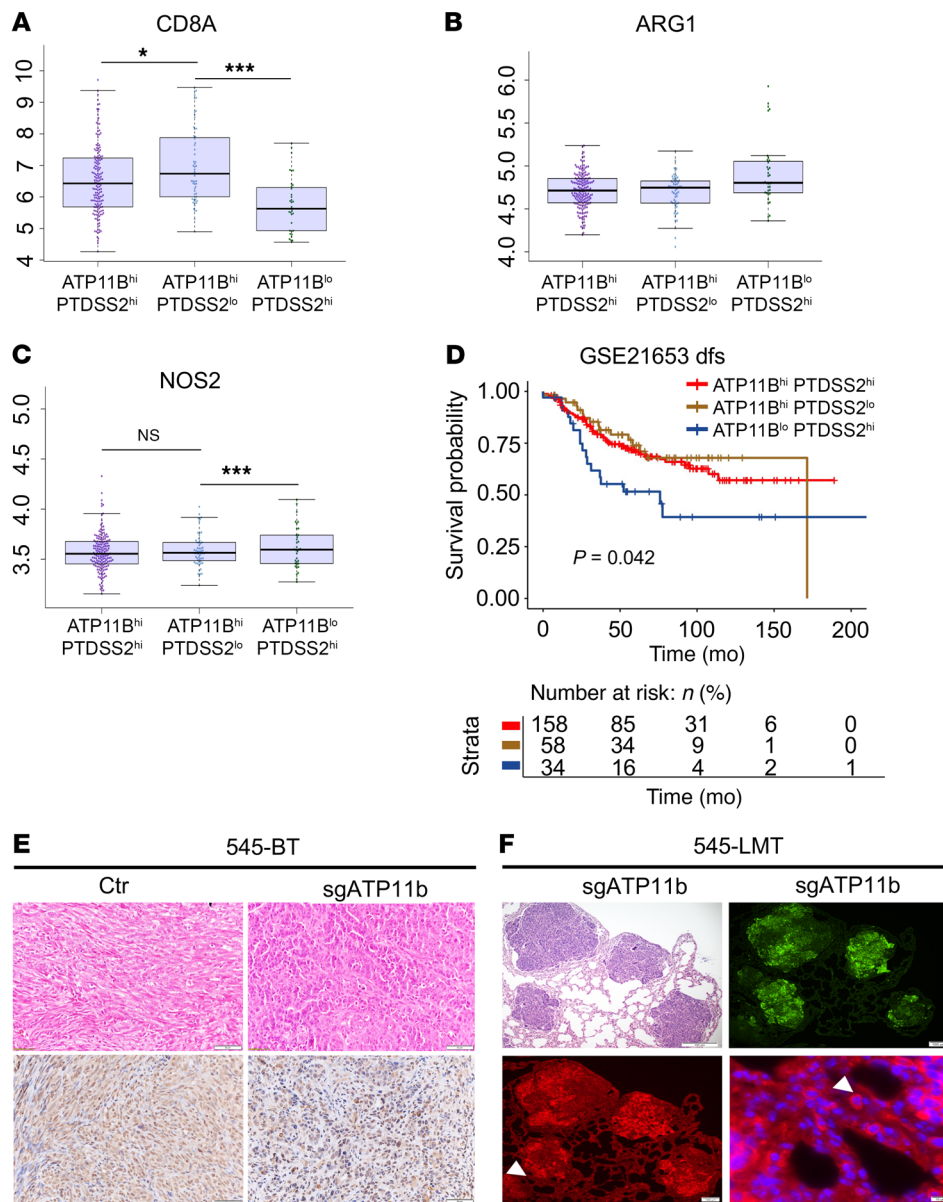 A
CD8A
*
***
10
9
8
7
6
5
4
ATP11Bhi ATP11Bhi ATP11Blo
PTDSS2hi PTDSS2lo PTDSS2hi
B
ARG1
6.0
5.5
5.0
4.5
4.0
ATP11Bhi ATP11Bhi ATP11Blo
PTDSS2hi PTDSS2lo PTDSS2hi
C
NOS2
NS
***
5.0
4.5
4.0
3.5
ATP11Bhi ATP11Bhi ATP11Blo
PTDSS2hi PTDSS2lo PTDSS2hi
D
GSE21653 dfs
ATP11Bhi PTDSS2hi
ATP11Bhi PTDSS2lo
ATP11Blo PTDSS2hi
Survival probability
1.00
0.75
0.50
0.25
0.00
P = 0.042
0 50 100 150 200
Time (mo)
Number at risk: n (%)
Strata
158 85 31 6 0
58 34 9 1 0
34 16 4 2 1
Time (mo)
E
545-BT
Ctr sgATP11b
F
545-LMT
sgATP11b sgATP11b